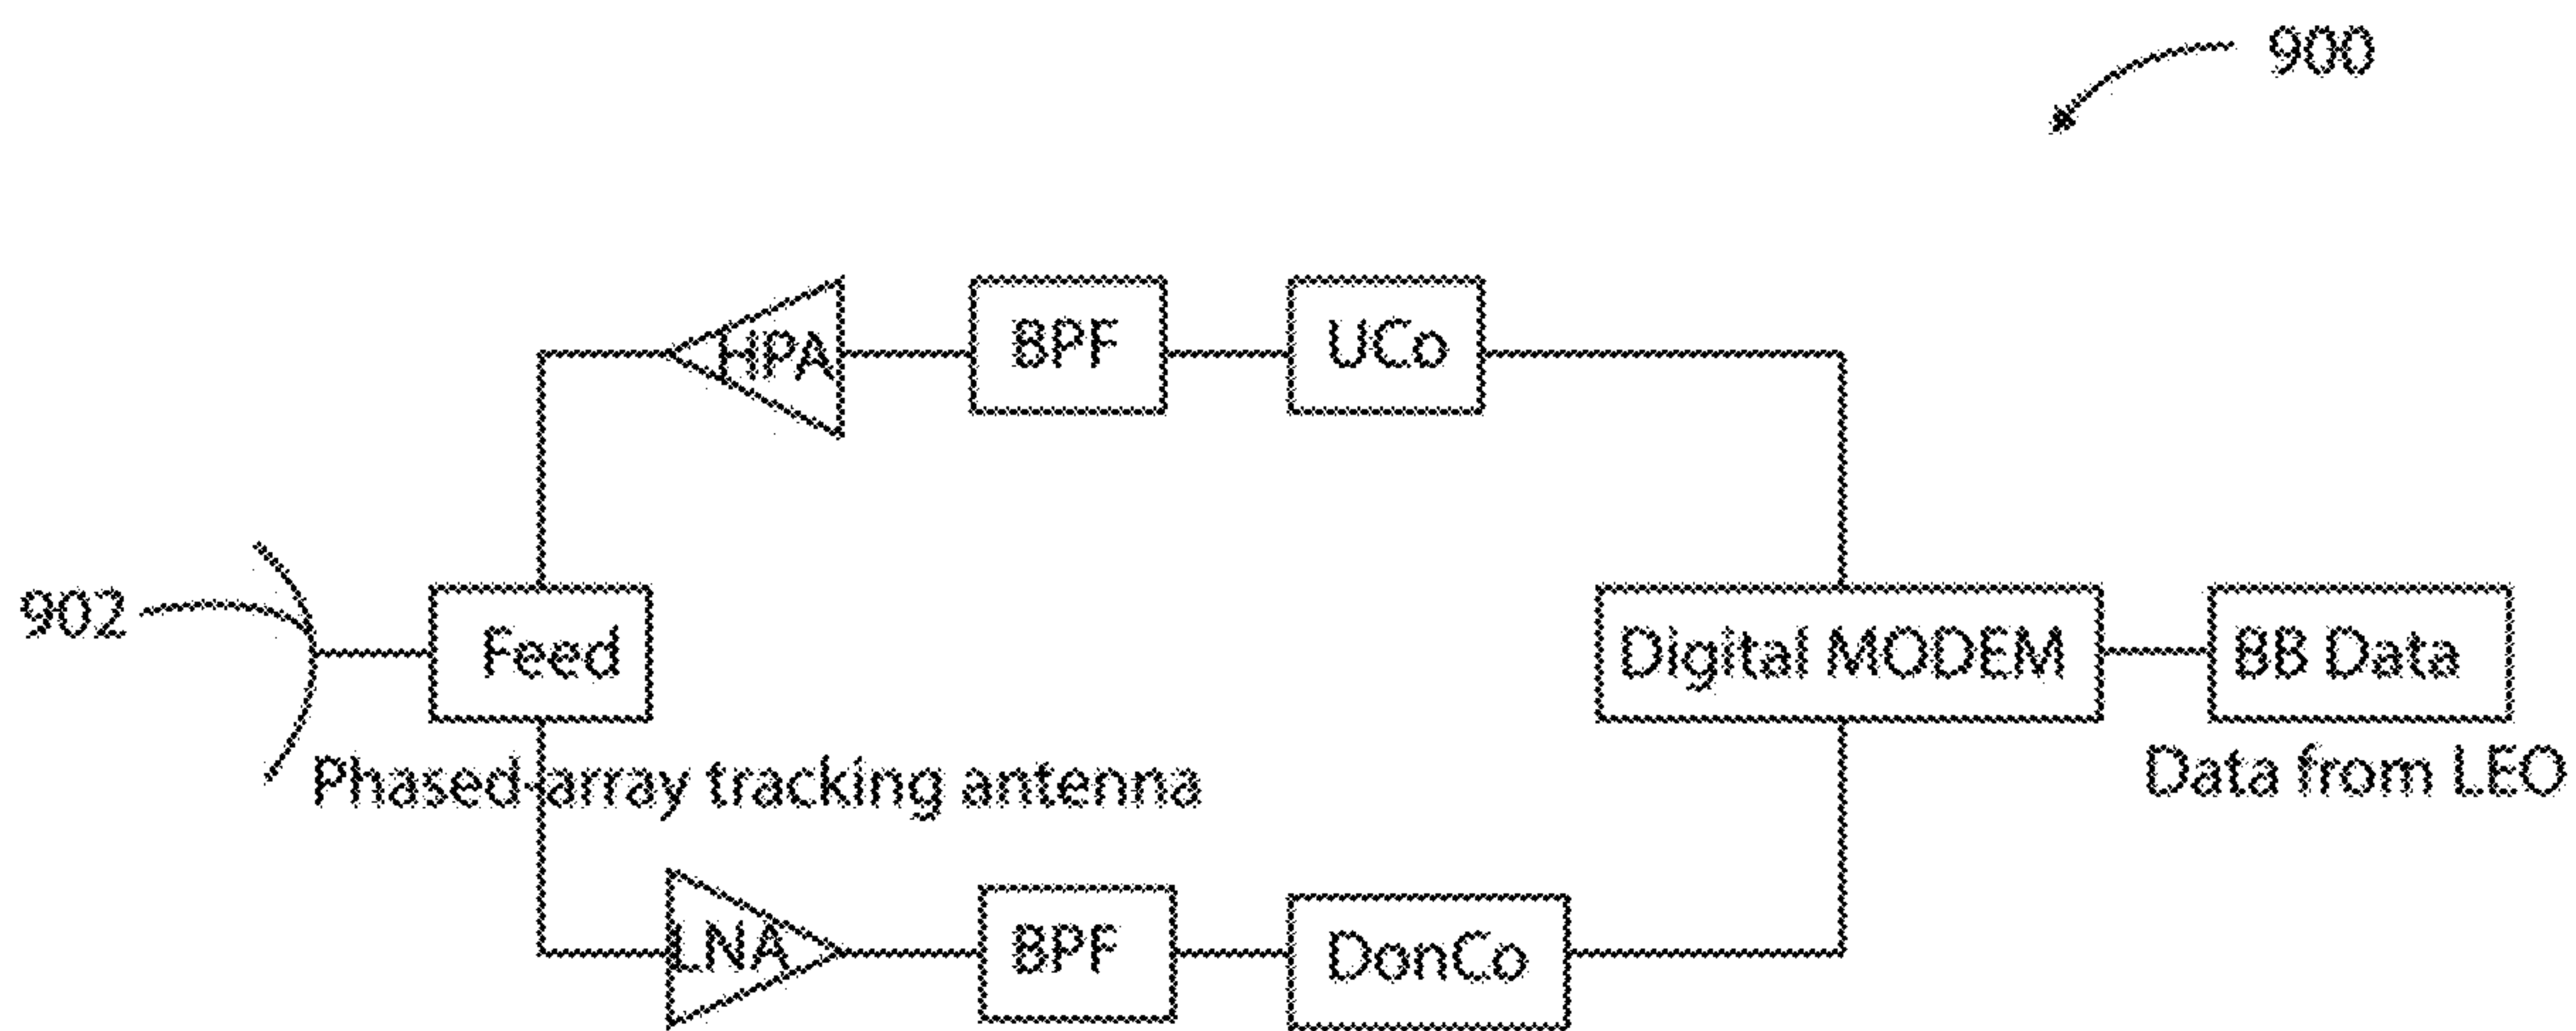 900
HPA
BPF
UCo
902
Feed
Digital MODEM
BB Data
Phased-array tracking antenna
Data from LEO
LNA
BPF
DonCo